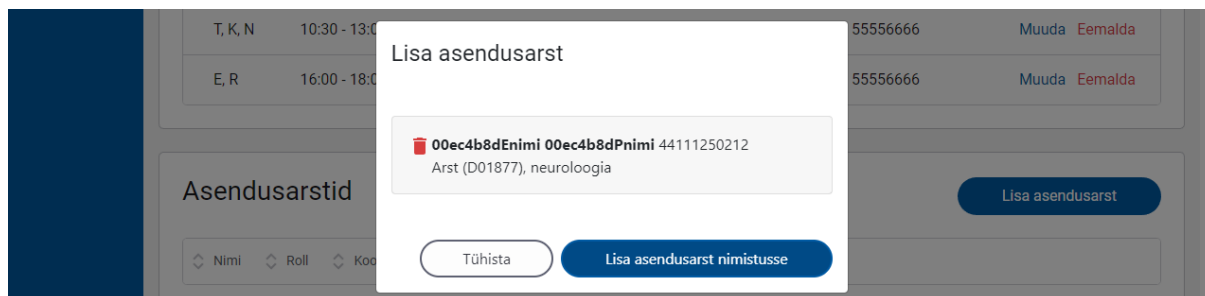 T, K, N 10:30 - 13:0 55556666 Muuda Eemalda
Lisa asendusarst
E, R 16:00 - 18:0 55556666 Muuda Eemalda
00ec4b8dEnimi 00ec4b8dPnimi 44111250212
Arst (D01877), neuroloogia
Asendusarstid
Lisa asendusarst
Nimi Roll Koo
Tühista
Lisa asendusarst nimistusse